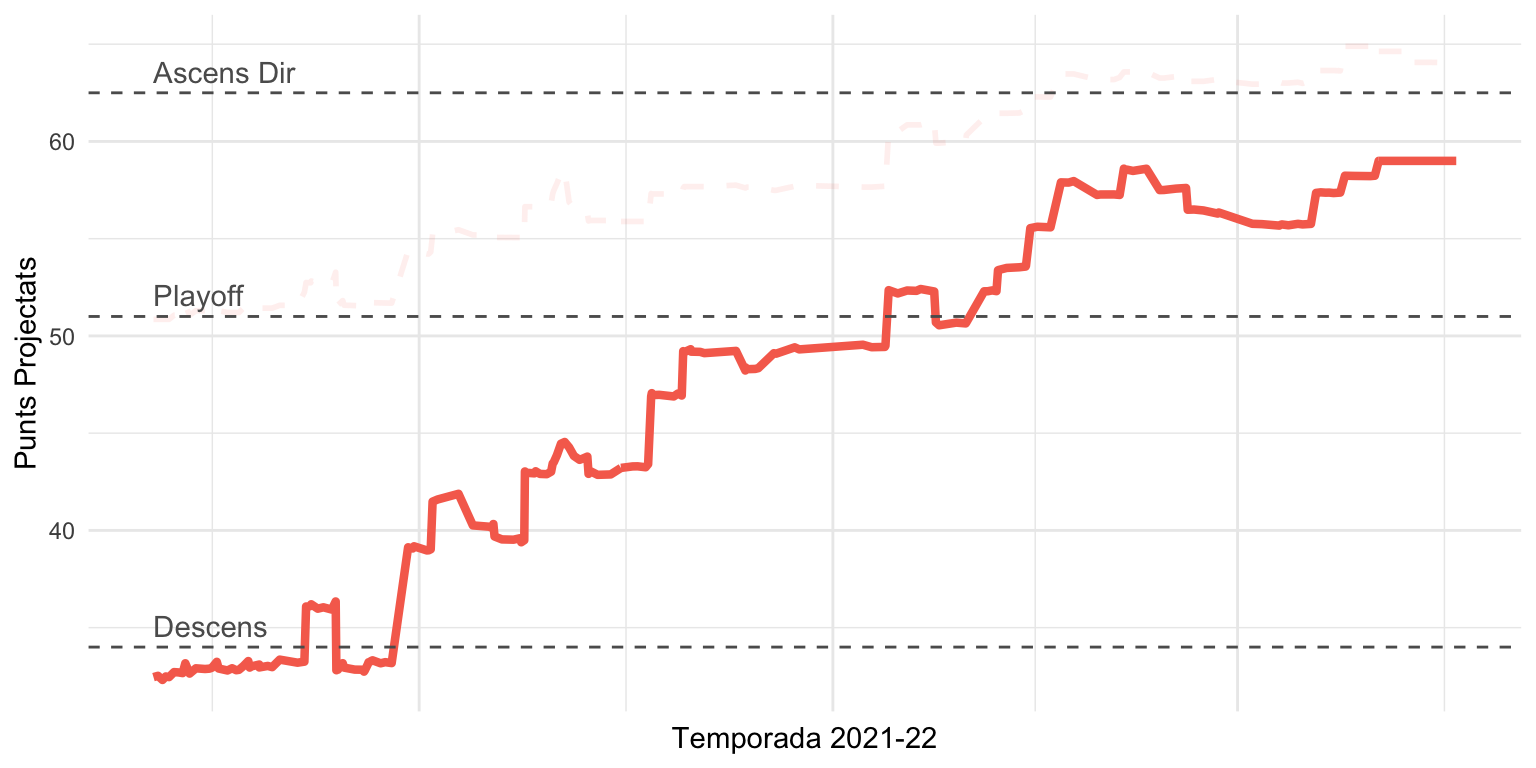 Ascens Dir
60
Playoff
50
40
Descens
Punts Projectats
Temporada 2021-22